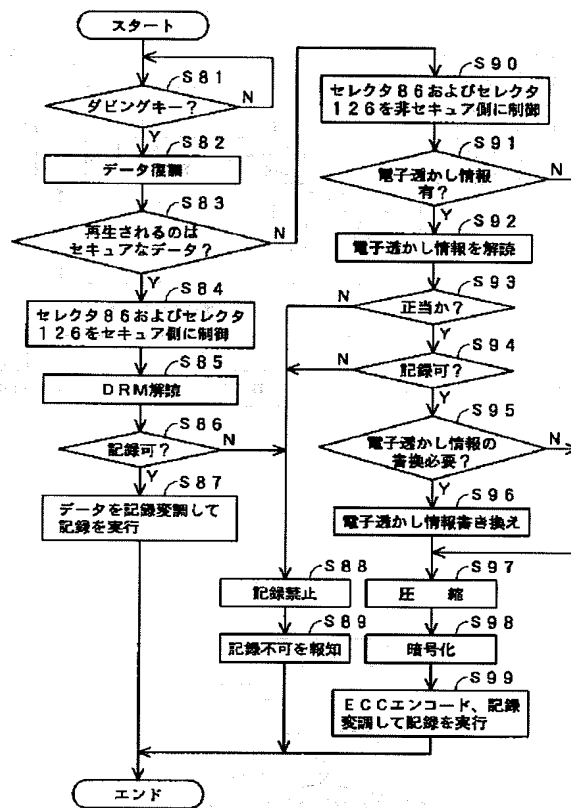 スタート
S81
ダビングキー?
N
Y
S82
データ復調
S83
再生されるのは
セキュアなデータ?
N
Y
S84
セレクタ86およびセレクタ
126をセキュア側に制御
S85
DRM解読
S86
記録可?
N
Y
S87
データを記録変調して
記録を実行
S88
記録禁止
S89
記録不可を報知
S90
セレクタ86およびセレクタ
126を非セキュア側に制御
S91
電子透かし情報
有?
N
Y
S92
電子透かし情報を解読
S93
正当か?
N
Y
S94
記録可?
N
Y
S95
電子透かし情報の
書換必要?
N
Y
S96
電子透かし情報書き換え
S97
圧 縮
S98
暗号化
S99
ECCエンコード、記録
変調して記録を実行
エンド